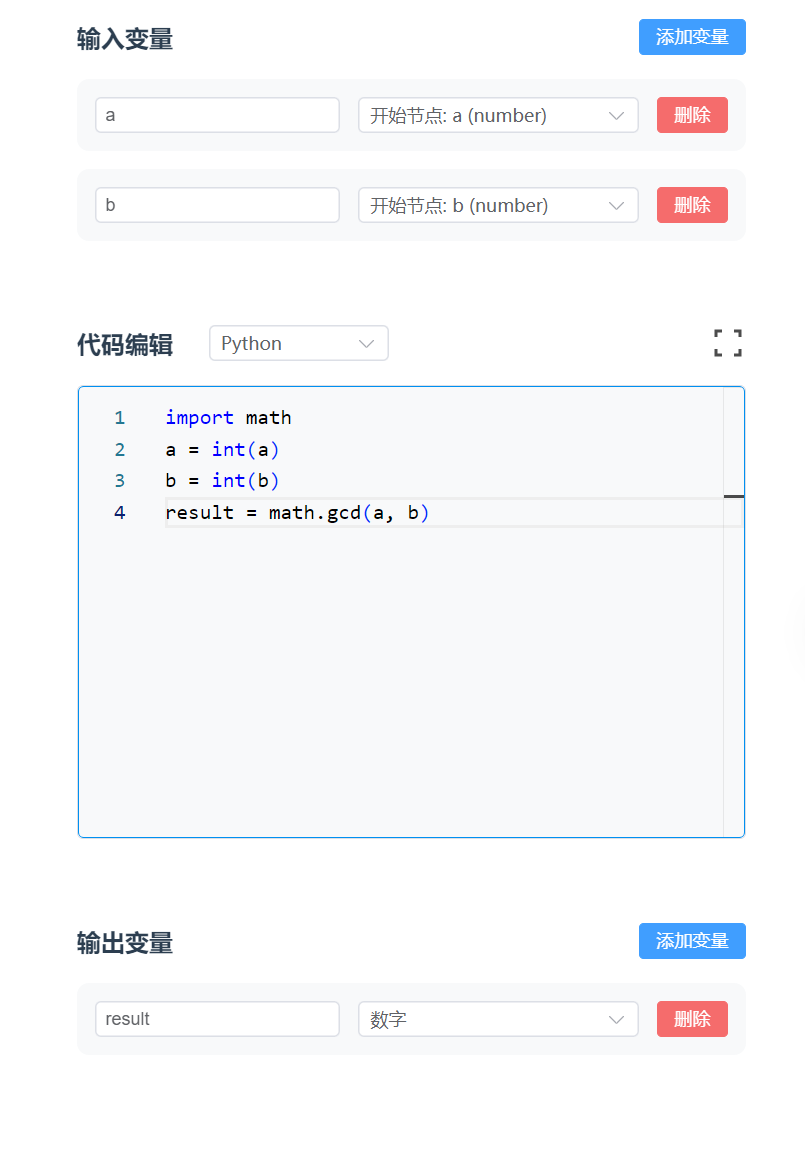 输入变量 添加变量
a 开始节点: a (number) 删除
b 开始节点: b (number) 删除
代码编辑 Python
1 import math
2 a = int(a)
3 b = int(b)
4 result = math.gcd(a, b)
输出变量 添加变量
result 数字 删除